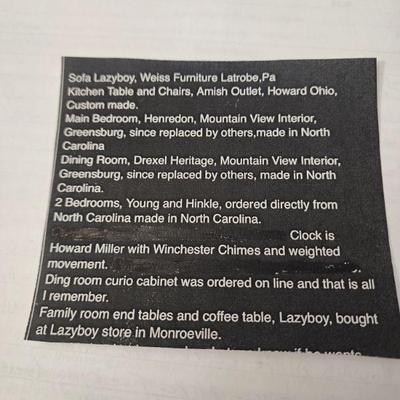 Sofa Lazyboy, Weiss Furniture Latrobe,Pa
Kitchen Table and Chairs, Amish Outlet, Howard Ohio,
Custom made.
Main Bedroom, Henredon, Mountain View Interior,
Greensburg, since replaced by others,made in North
Carolina
Dining Room, Drexel Heritage, Mountain View Interior,
Greensburg, since replaced by others, made in North
Carolina.
2 Bedrooms, Young and Hinkle, ordered directly from
North Carolina made in North Carolina.
Clock is
Howard Miller with Winchester Chimes and weighted
movement.
Ding room curio cabinet was ordered on line and that is all
I remember.
Family room end tables and coffee table, Lazyboy, bought
at Lazyboy store in Monroeville.